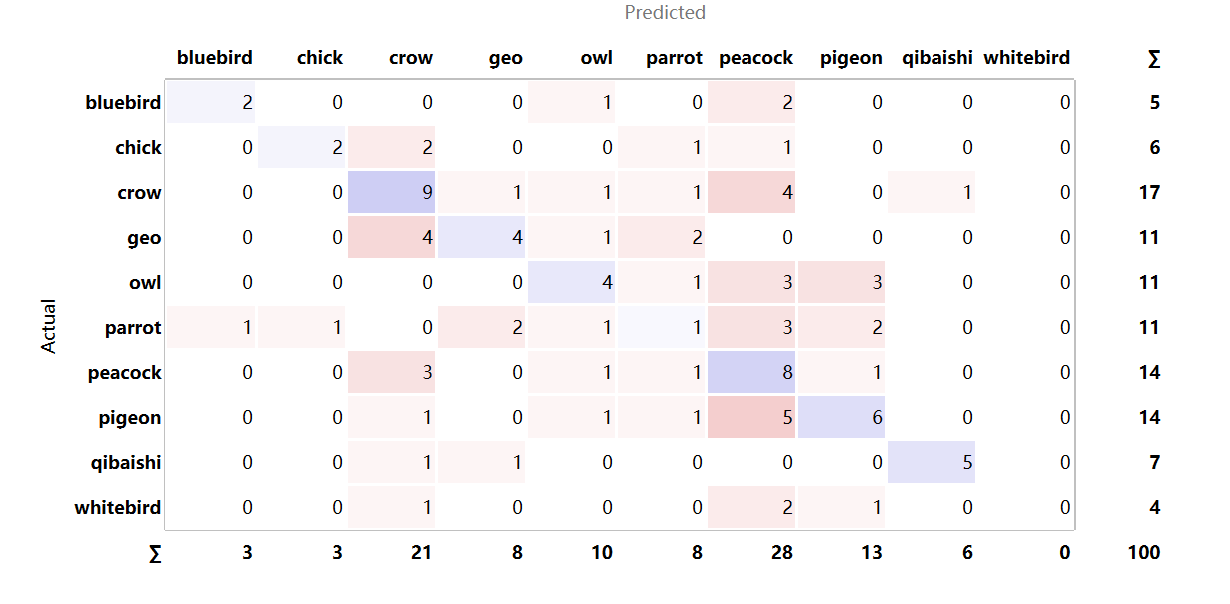 Predicted
bluebird chick crow geo owl parrot peacock pigeon qibaishi whitebird ∑
bluebird 2 0 0 0 1 0 2 0 0 0 5
chick 0 2 2 0 0 1 1 0 0 0 6
crow 0 0 9 1 1 1 4 0 1 0 17
geo 0 0 4 4 1 2 0 0 0 0 11
owl 0 0 0 0 4 1 3 3 0 0 11
Actual
parrot 1 1 0 2 1 1 3 2 0 0 11
peacock 0 0 3 0 1 1 8 1 0 0 14
pigeon 0 0 1 0 1 1 5 6 0 0 14
qibaishi 0 0 1 1 0 0 0 0 5 0 7
whitebird 0 0 1 0 0 0 2 1 0 0 4
∑ 3 3 21 8 10 8 28 13 6 0 100